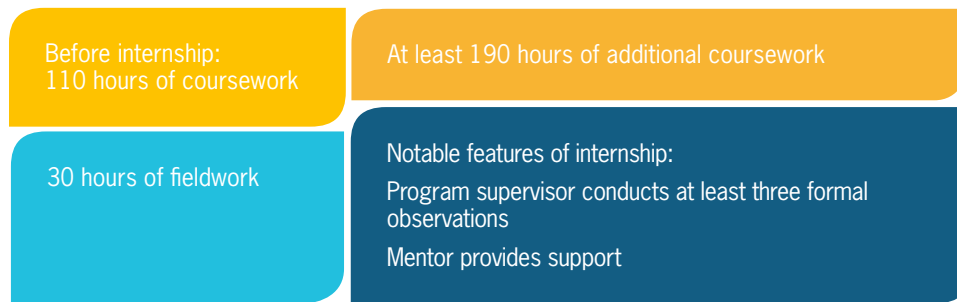 Before internship:
110 hours of coursework
At least 190 hours of additional coursework
30 hours of fieldwork
Notable features of internship:
Program supervisor conducts at least three formal
observations
Mentor provides support